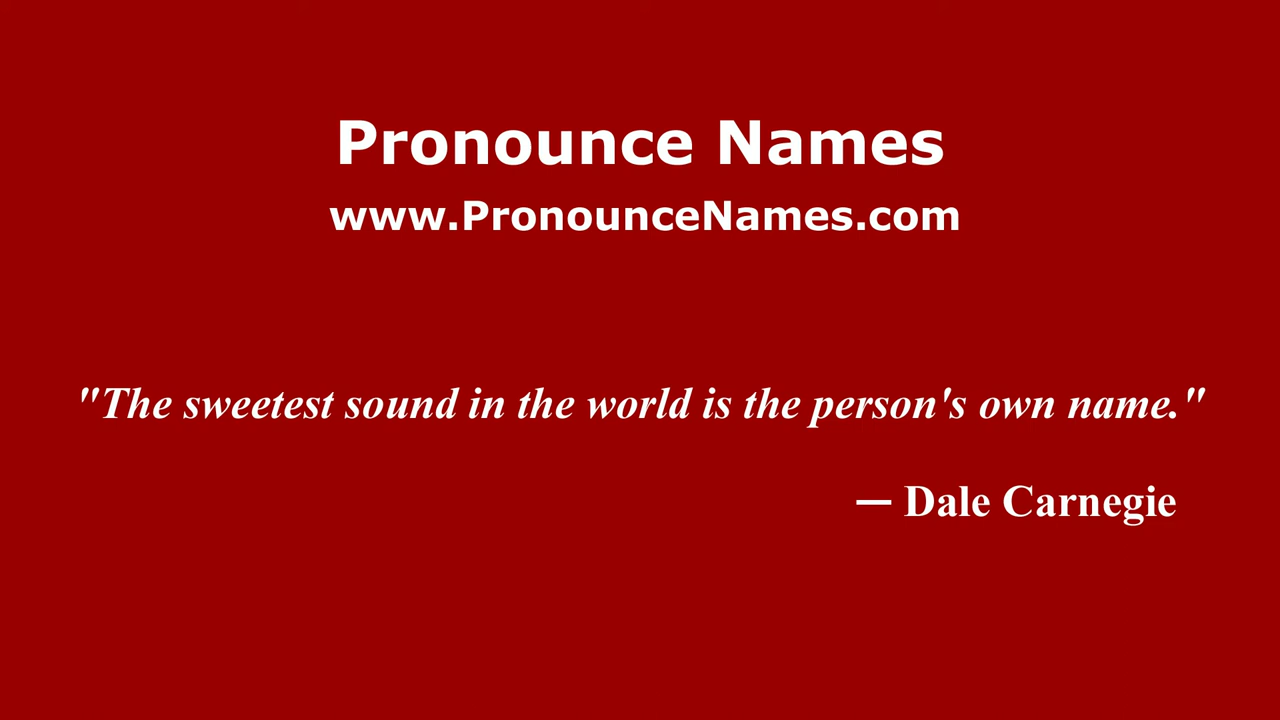 Pronounce Names
www.PronounceNames.com
"The sweetest sound in the world is the person's own name."
— Dale Carnegie